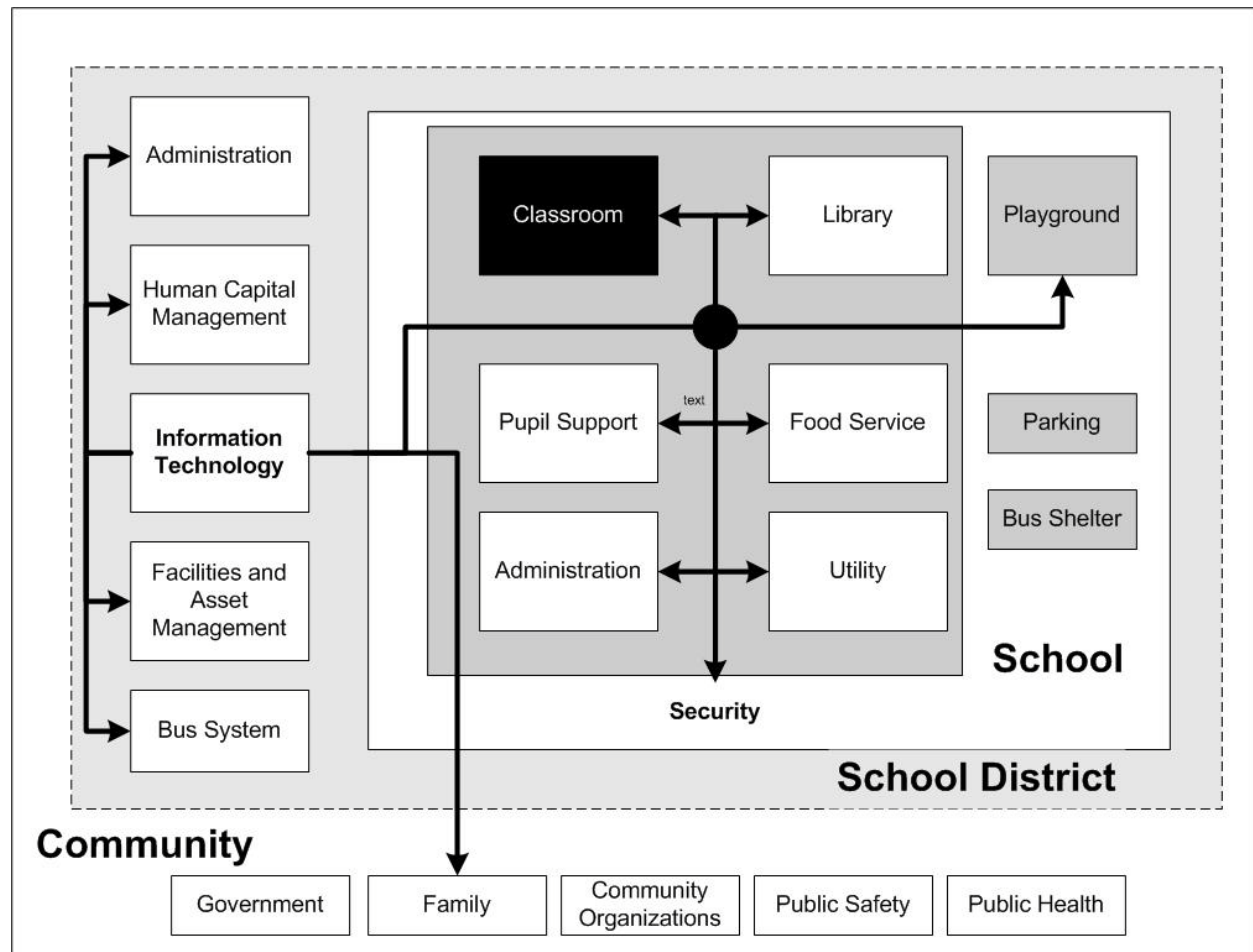 Administration
Human Capital
Management
Information
Technology
Facilities and
Asset
Management
Bus System
Classroom
Library
Playground
Pupil Support
text
Food Service
Parking
Bus Shelter
Administration
Utility
School
Security
School District
Community
Government
Family
Community
Organizations
Public Safety
Public Health